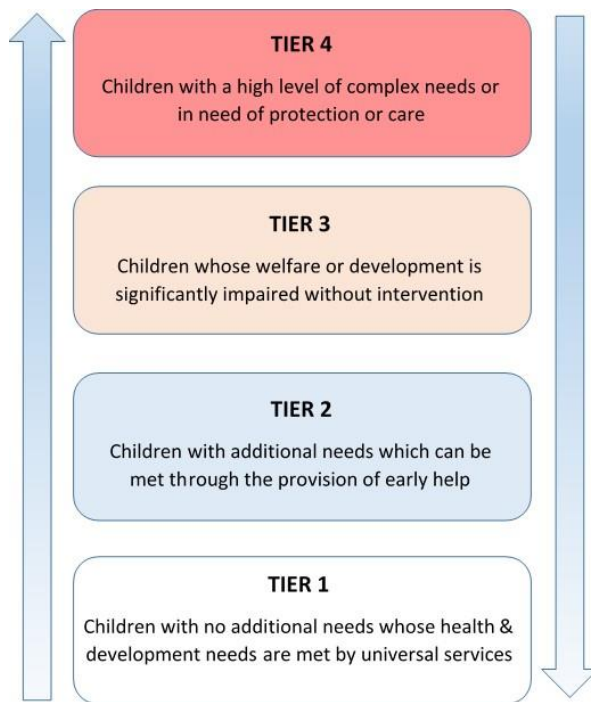 TIER 4
Children with a high level of complex needs or
in need of protection or care
TIER 3
Children whose welfare or development is
significantly impaired without intervention
TIER 2
Children with additional needs which can be
met through the provision of early help
TIER 1
Children with no additional needs whose health &
development needs are met by universal services